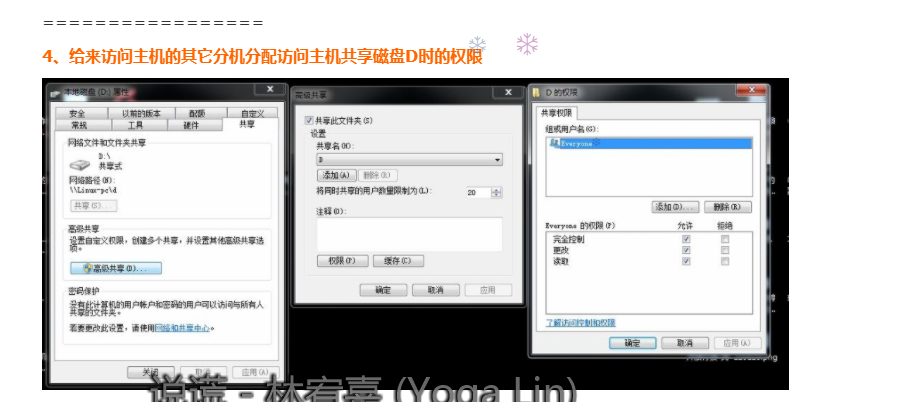 =================
4、给来访问主机的其它分机分配访问主机共享磁盘D时的权限
本地磁盘 (D:) 属性
安全 以前的版本 配额 自定义
常规 工具 硬件 共享
网络文件和文件夹共享
D:\
共享式
网络路径(N):
\\Linux-pc\d
共享(S)...
高级共享
设置自定义权限，创建多个共享，并设置其他高级共享选
项。
高级共享(D)...
密码保护
没有此计算机的用户帐户和密码的用户可以访问与所有人
共享的文件夹。
若要更改此设置，请使用网络和共享中心。
关闭 取消 应用(A)
高级共享
共享此文件夹(S)
设置
共享名(H):
D
添加(A) 删除(R)
将同时共享的用户数量限制为(L): 20
注释(O):
权限(P) 缓存(C)
确定 取消 应用
D 的权限
共享权限
组或用户名(G):
Everyone
添加(D)... 删除(R)
Everyone 的权限(P) 允许 拒绝
完全控制
更改
读取
了解访问控制和权限
确定 取消 应用(A)
说谎 - 林宥嘉 (Yoga Lin)